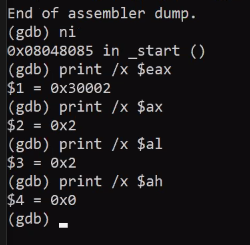 End of assembler dump.
(gdb) ni
0x08048085 in _start ()
(gdb) print /x $eax
$1 = 0x30002
(gdb) print /x $ax
$2 = 0x2
(gdb) print /x $al
$3 = 0x2
(gdb) print /x $ah
$4 = 0x0
(gdb)